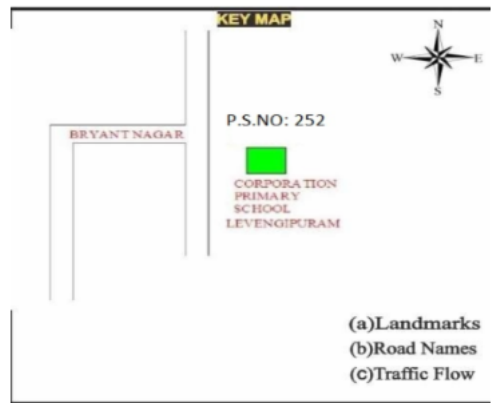 KEY MAP
N
W E
S
P.S.NO: 252
BRYANT NAGAR
CORPORATION
PRIMARY
SCHOOL
LEVENGIPURAM
(a)Landmarks
(b)Road Names
(c)Traffic Flow